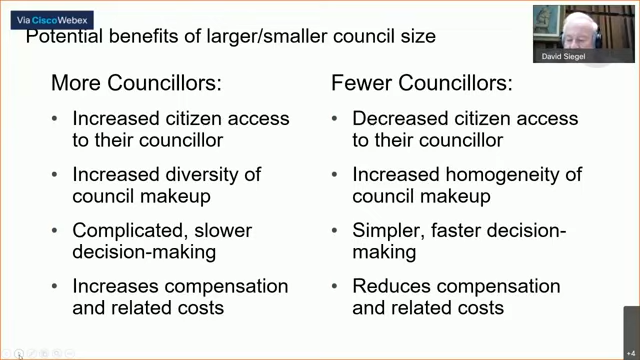 Via Cisco Webex
Potential benefits of larger/smaller council size
David Siegel
More Councillors:
• Increased citizen access
to their councillor
• Increased diversity of
council makeup
• Complicated, slower
decision-making
• Increases compensation
and related costs
Fewer Councillors:
• Decreased citizen access
to their councillor
• Increased homogeneity of
council makeup
• Simpler, faster decision-
making
• Reduces compensation
and related costs
+4